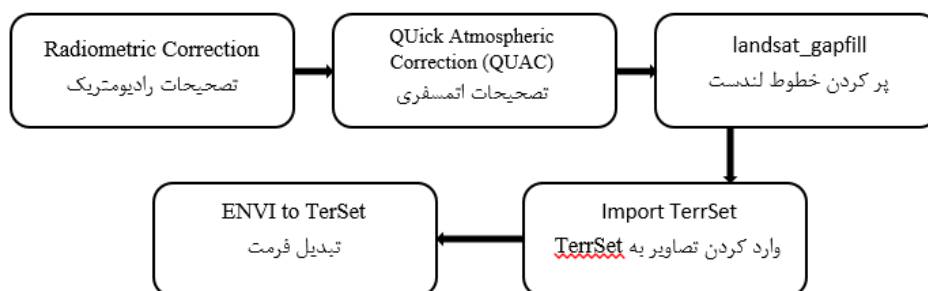 Radiometric Correction
تصحیحات رادیومتریک
QUick Atmospheric
Correction (QUAC)
تصحیحات اتمسفری
landsat_gapfill
پر کردن خطوط لندست
Import TerrSet
وارد کردن تصاویر به TerrSet
ENVI to TerSet
تبدیل فرمت